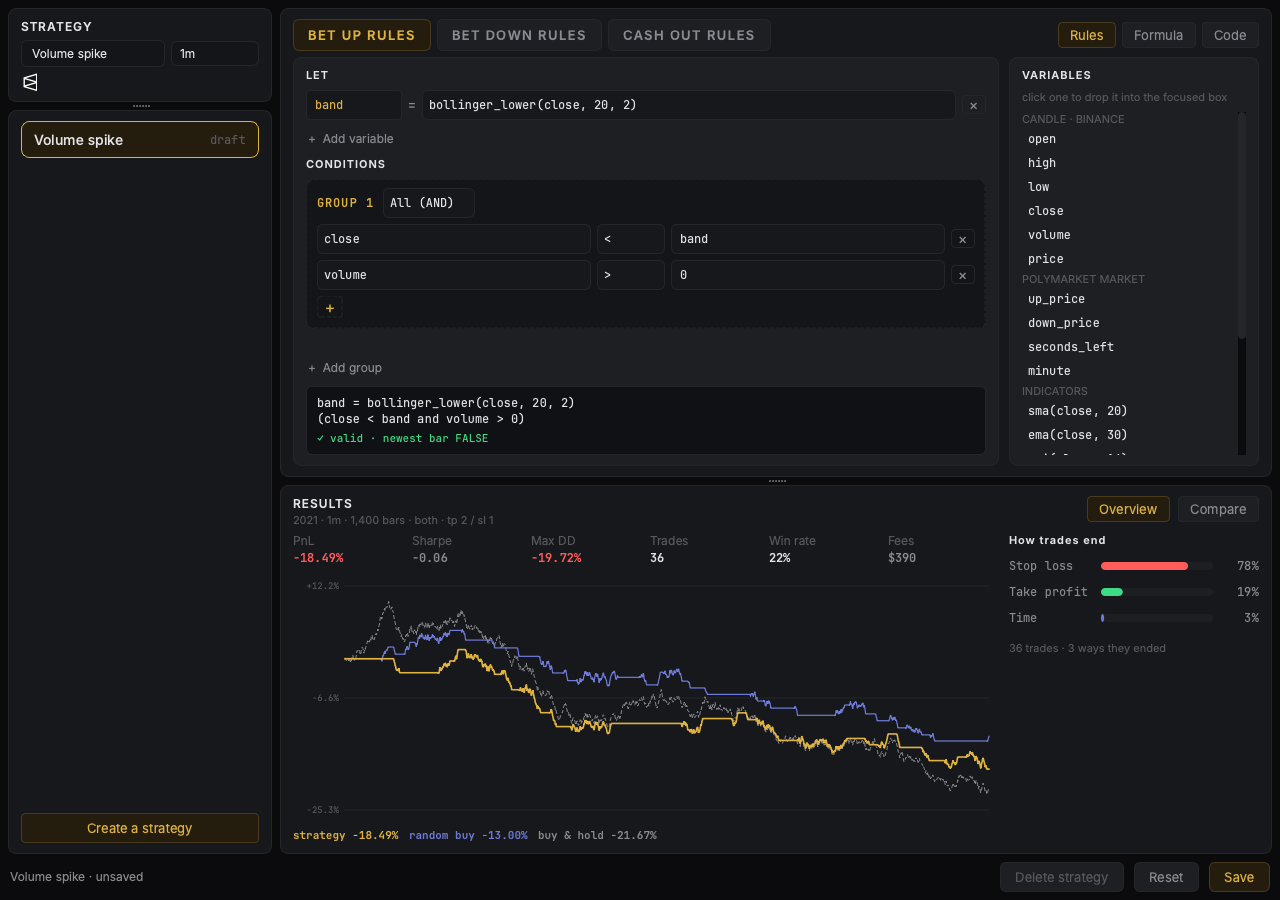 STRATEGY
Volume spike 1m
Volume spike draft
Create a strategy
BET UP RULES BET DOWN RULES CASH OUT RULES Rules Formula Code
LET
band = bollinger_lower(close, 20, 2) ×
+ Add variable
CONDITIONS
GROUP 1 All (AND)
close < band ×
volume > 0 ×
+
+ Add group
band = bollinger_lower(close, 20, 2)
(close < band and volume > 0)
✓ valid · newest bar FALSE
VARIABLES
click one to drop it into the focused box
CANDLE · BINANCE
open
high
low
close
volume
price
POLYMARKET MARKET
up_price
down_price
seconds_left
minute
INDICATORS
sma(close, 20)
ema(close, 30)
RESULTS Overview Compare
2021 · 1m · 1,400 bars · both · tp 2 / sl 1
PnL Sharpe Max DD Trades Win rate Fees
-18.49% -0.06 -19.72% 36 22% $390
+12.2%
-6.6%
-25.3%
strategy -18.49% random buy -13.00% buy & hold -21.67%
How trades end
Stop loss 78%
Take profit 19%
Time 3%
36 trades · 3 ways they ended
Volume spike · unsaved Delete strategy Reset Save